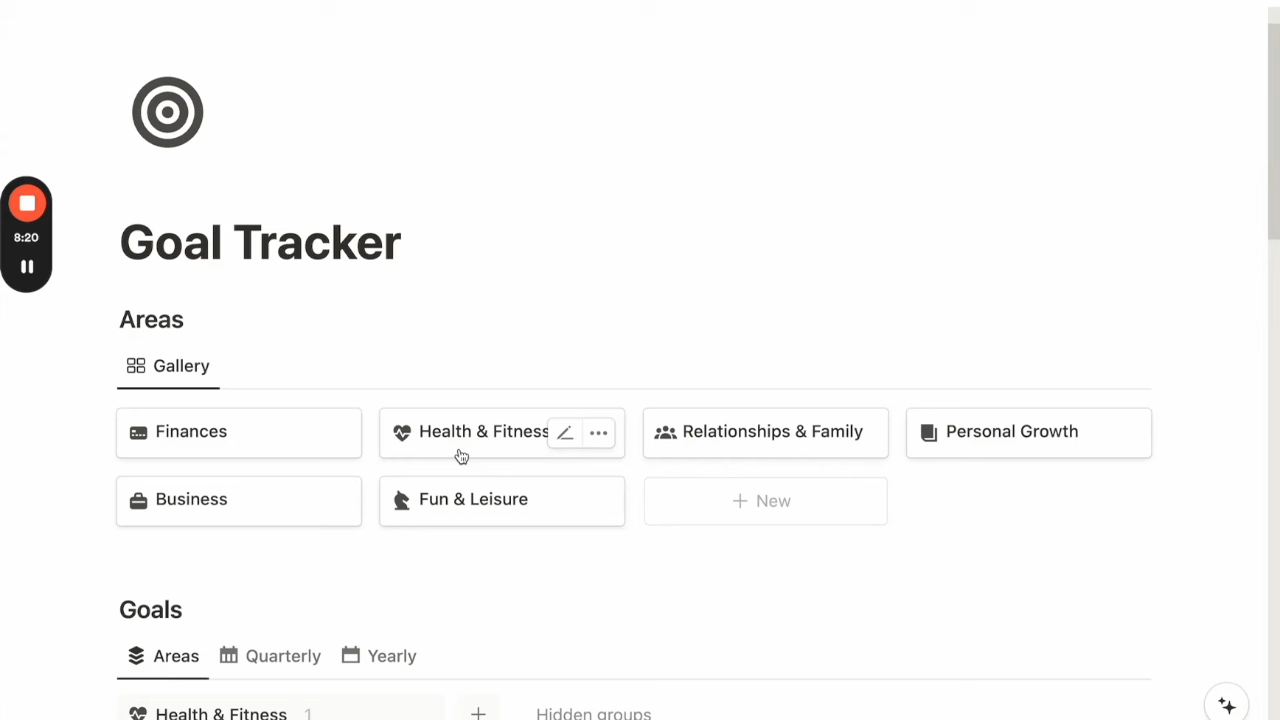 8:20
Goal Tracker
Areas
Gallery
Finances
Health & Fitness
Relationships & Family
Personal Growth
Business
Fun & Leisure
New
Goals
Areas Quarterly Yearly
Health & Fitness 1
Hidden groups